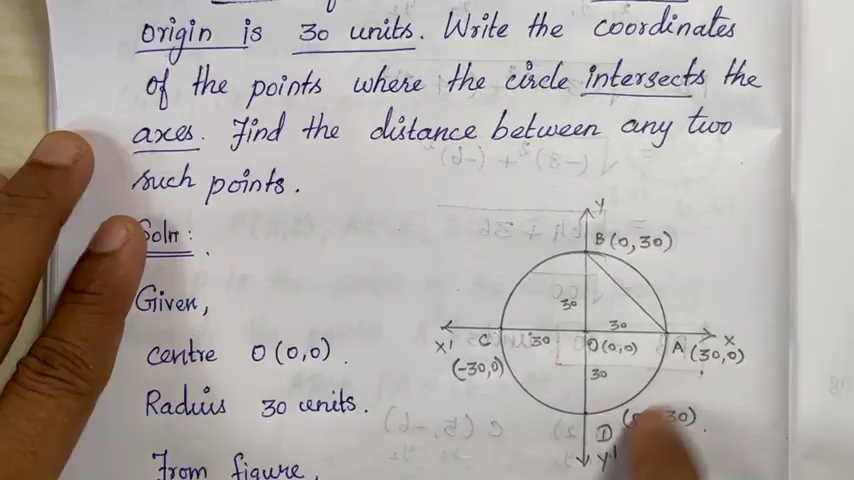 origin is 30 units. Write the coordinates
of the points where the circle intersects the
axes. Find the distance between any two
such points.
Soln:
Given,
centre O(0,0).
Radius 30 units.
From figure,
Y
B(0,30)
30
30
X'
C
30
O(0,0)
A (30,0)
X
(-30,0)
30
D
30).
Y'